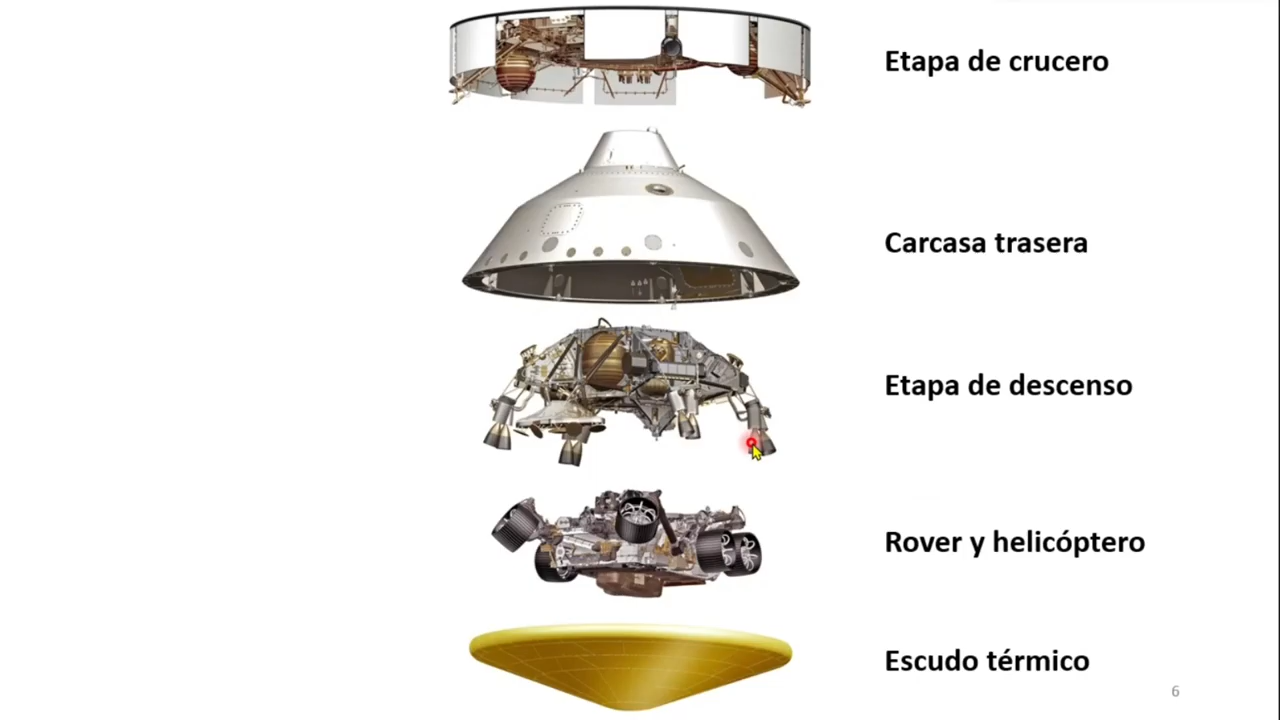 Etapa de crucero
Carcasa trasera
Etapa de descenso
Rover y helicóptero
Escudo térmico
6